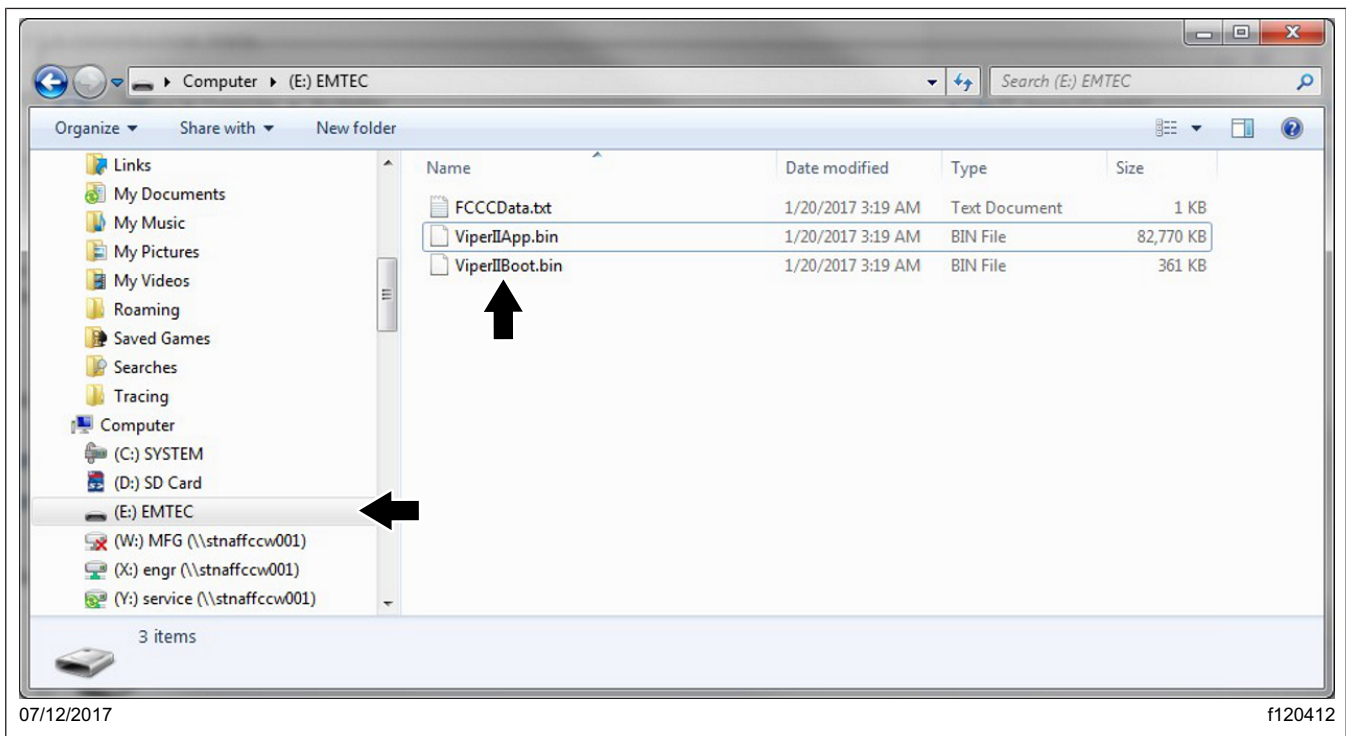 Computer ▸ (E:) EMTEC
Search (E:) EMTEC
Organize ▾ Share with ▾ New folder
Links
My Documents
My Music
My Pictures
My Videos
Roaming
Saved Games
Searches
Tracing
Computer
(C:) SYSTEM
(D:) SD Card
(E:) EMTEC
(W:) MFG (\\stnaffccw001)
(X:) engr (\\stnaffccw001)
(Y:) service (\\stnaffccw001)
Name Date modified Type Size
FCCCData.txt 1/20/2017 3:19 AM Text Document 1 KB
ViperIIApp.bin 1/20/2017 3:19 AM BIN File 82,770 KB
ViperIIBoot.bin 1/20/2017 3:19 AM BIN File 361 KB
3 items
07/12/2017 f120412